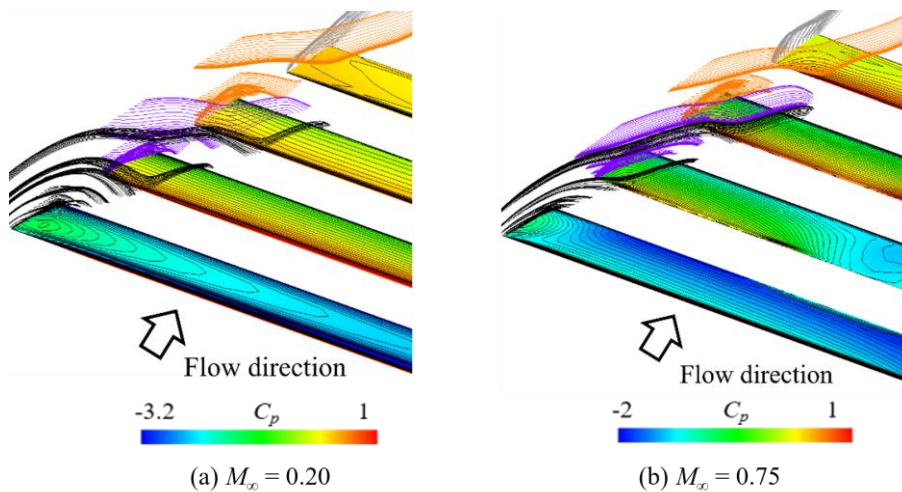 Flow direction
-3.2 Cp 1
(a) M∞ = 0.20
Flow direction
-2 Cp 1
(b) M∞ = 0.75